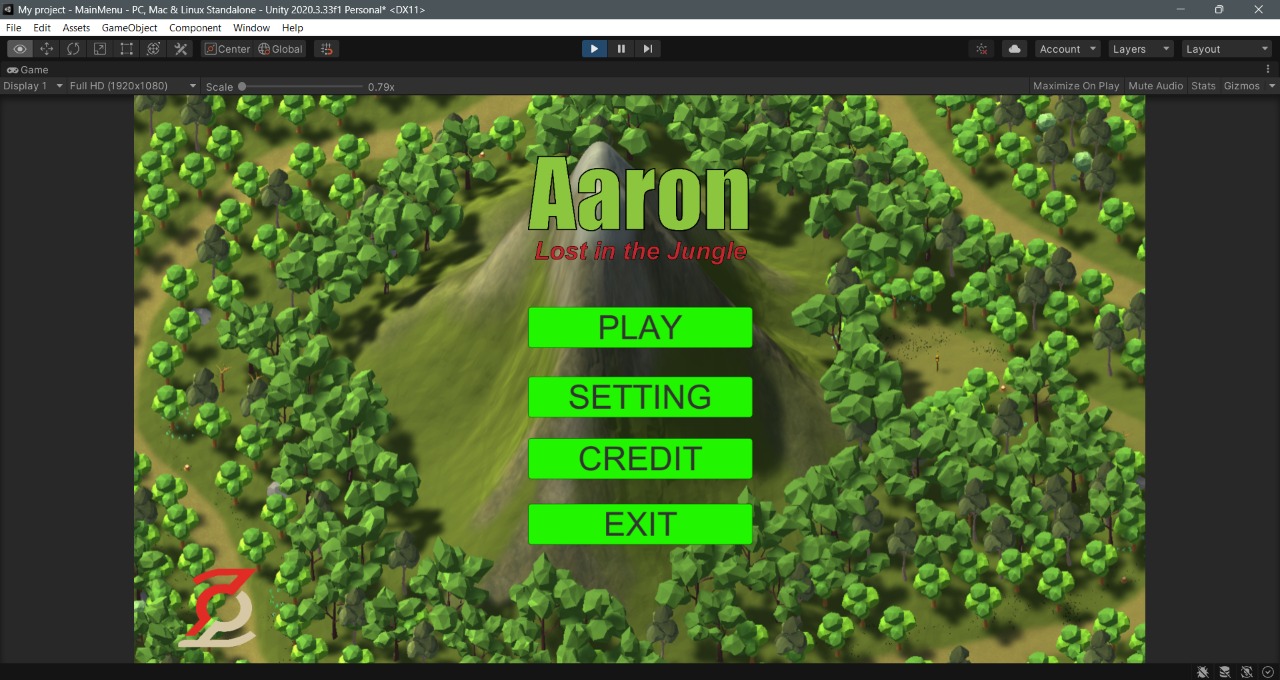 My project - MainMenu - PC, Mac & Linux Standalone - Unity 2020.3.33f1 Personal* <DX11>
File Edit Assets GameObject Component Window Help
Center Global Account Layers Layout
Game
Display 1 Full HD (1920x1080) Scale 0.79x Maximize On Play Mute Audio Stats Gizmos
Aaron
Lost in the Jungle
PLAY
SETTING
CREDIT
EXIT